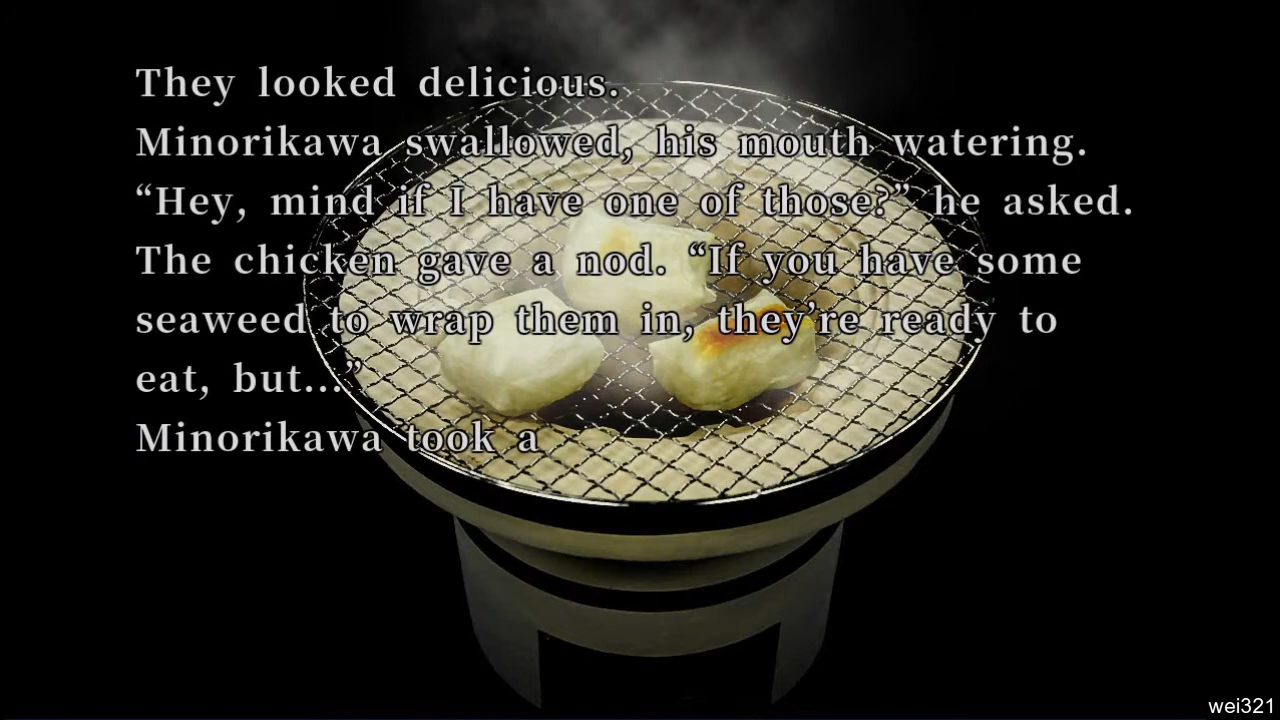 They looked delicious.
Minorikawa swallowed, his mouth watering.
“Hey, mind if I have one of those?” he asked.
The chicken gave a nod. “If you have some
seaweed to wrap them in, they’re ready to
eat, but...”
Minorikawa took a
wei321